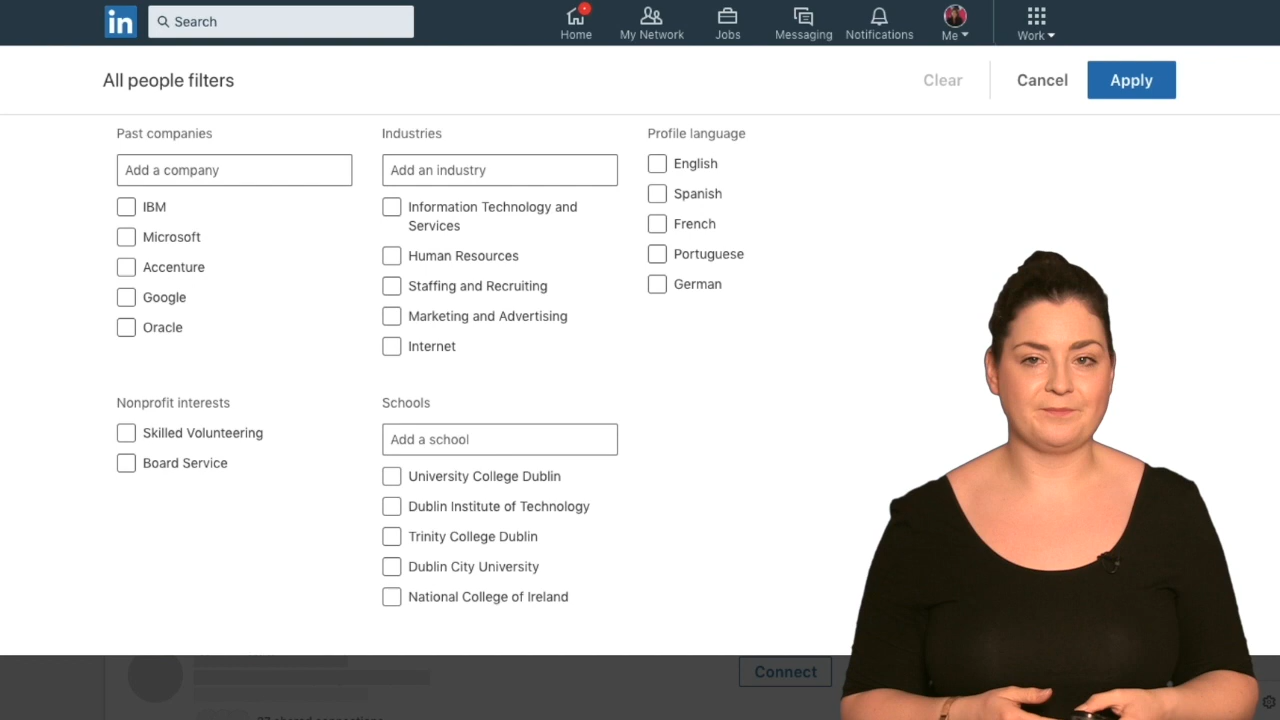 in
Search
Home
My Network
Jobs
Messaging
Notifications
Me
Work
All people filters
Clear
Cancel
Apply
Past companies
Add a company
IBM
Microsoft
Accenture
Google
Oracle
Industries
Add an industry
Information Technology and
Services
Human Resources
Staffing and Recruiting
Marketing and Advertising
Internet
Profile language
English
Spanish
French
Portuguese
German
Nonprofit interests
Skilled Volunteering
Board Service
Schools
Add a school
University College Dublin
Dublin Institute of Technology
Trinity College Dublin
Dublin City University
National College of Ireland
Connect
shared connections